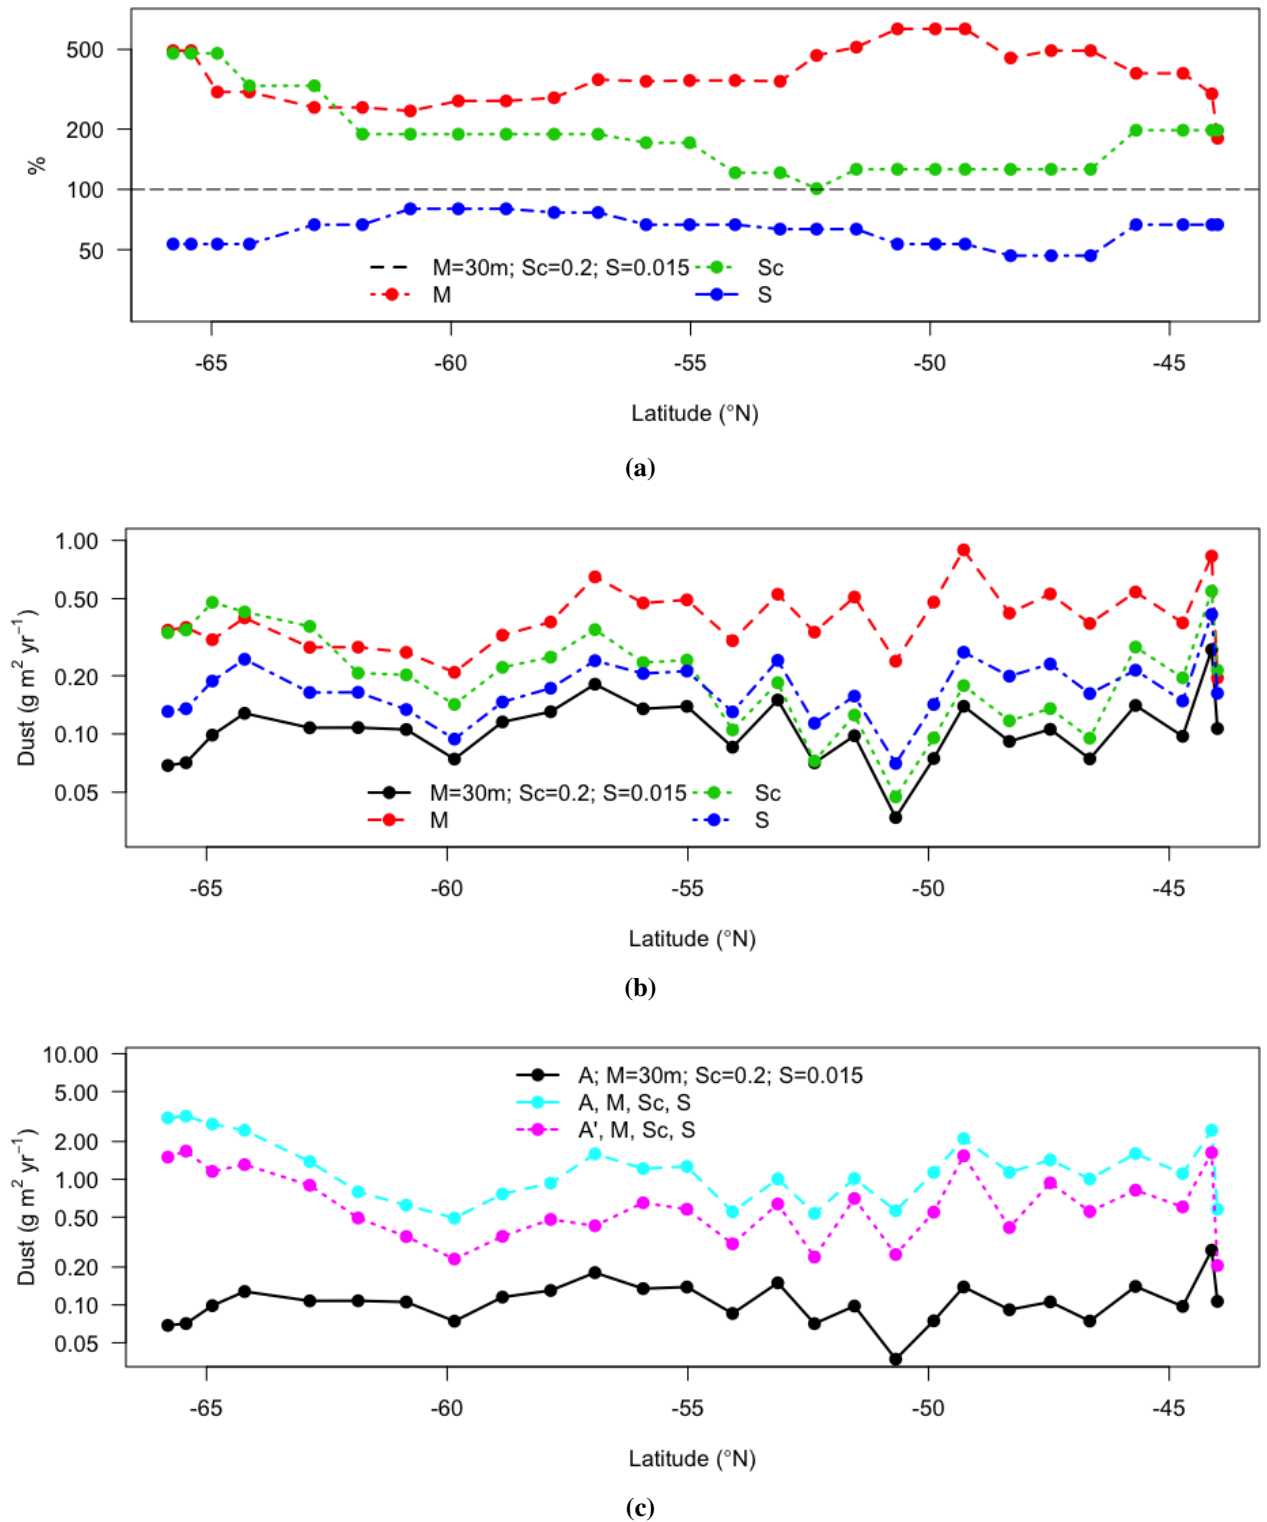 500
200
100
50
%
M=30m; Sc=0.2; S=0.015
Sc
M
S
-65 -60 -55 -50 -45
Latitude (°N)
(a)
1.00
0.50
0.20
0.10
0.05
Dust (g m² yr⁻¹)
M=30m; Sc=0.2; S=0.015
Sc
M
S
-65 -60 -55 -50 -45
Latitude (°N)
(b)
10.00
5.00
2.00
1.00
0.50
0.20
0.10
0.05
Dust (g m² yr⁻¹)
A; M=30m; Sc=0.2; S=0.015
A, M, Sc, S
A', M, Sc, S
-65 -60 -55 -50 -45
Latitude (°N)
(c)